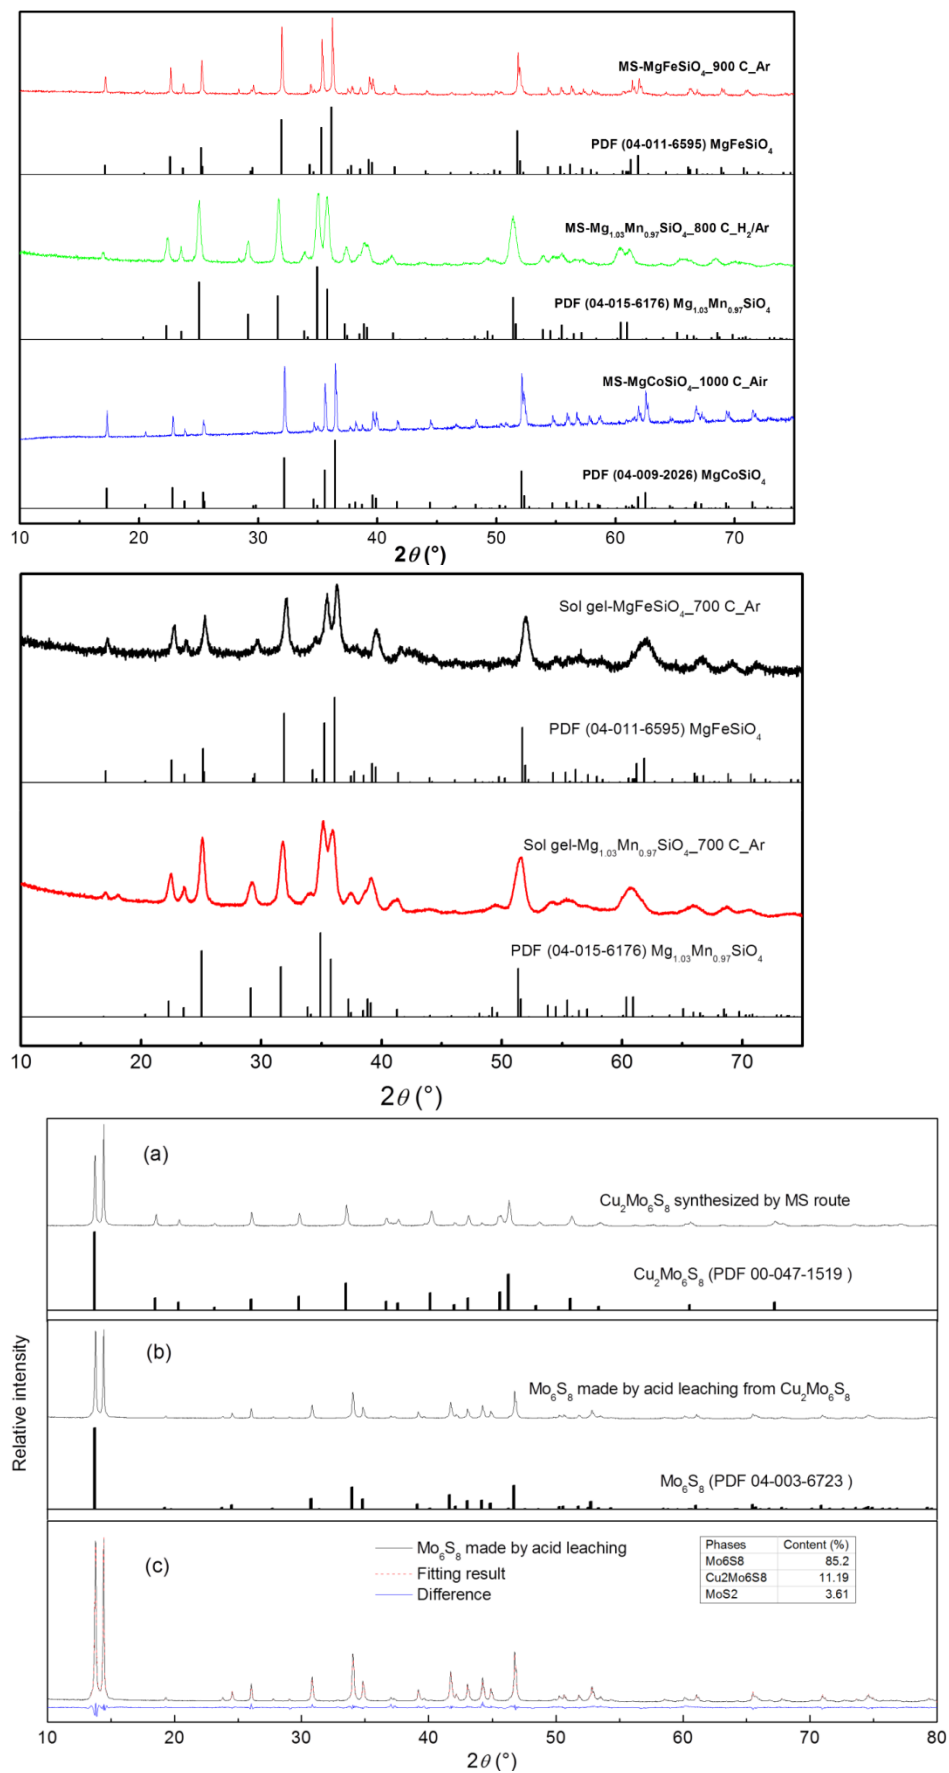 MS-MgFeSiO₄_900 C_Ar
PDF (04-011-6595) MgFeSiO₄
MS-Mg₁.₀₃Mn₀.₉₇SiO₄_800 C_H₂/Ar
PDF (04-015-6176) Mg₁.₀₃Mn₀.₉₇SiO₄
MS-MgCoSiO₄_1000 C_Air
PDF (04-009-2026) MgCoSiO₄
10 20 30 40 50 60 70
2θ (°)
Sol gel-MgFeSiO₄_700 C_Ar
PDF (04-011-6595) MgFeSiO₄
Sol gel-Mg₁.₀₃Mn₀.₉₇SiO₄_700 C_Ar
PDF (04-015-6176) Mg₁.₀₃Mn₀.₉₇SiO₄
10 20 30 40 50 60 70
2θ (°)
Relative intensity
(a)
Cu₂Mo₆S₈ synthesized by MS route
Cu₂Mo₆S₈ (PDF 00-047-1519 )
(b)
Mo₆S₈ made by acid leaching from Cu₂Mo₆S₈
Mo₆S₈ (PDF 04-003-6723 )
(c)
Mo₆S₈ made by acid leaching
Fitting result
Difference
Phases Content (%)
Mo6S8 85.2
Cu2Mo6S8 11.19
MoS2 3.61
10 20 30 40 50 60 70 80
2θ (°)